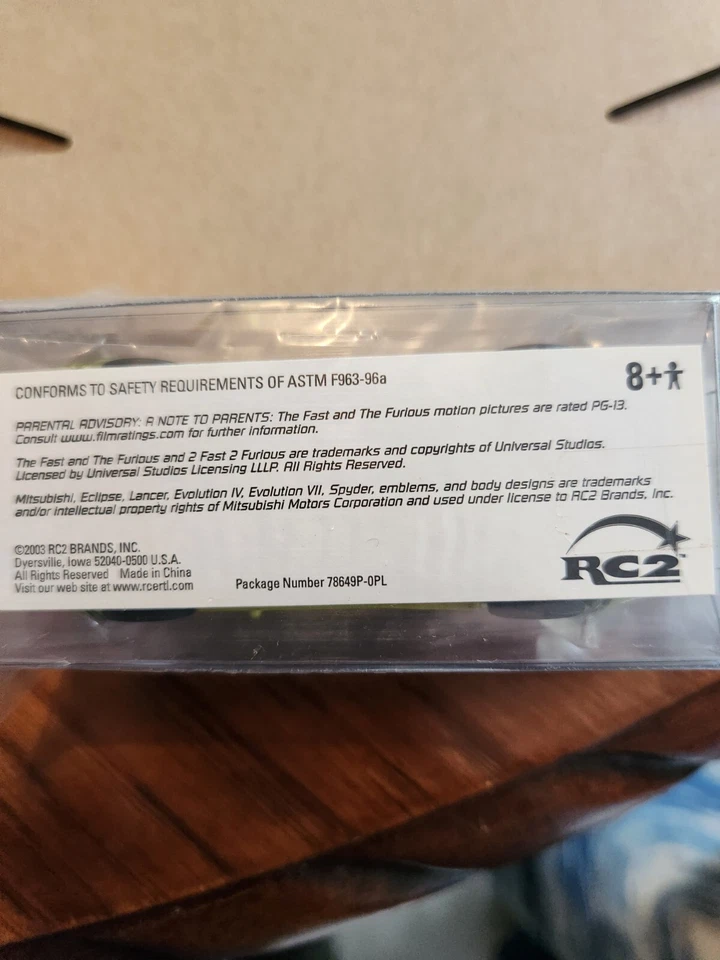 CONFORMS TO SAFETY REQUIREMENTS OF ASTM F963-96a
8+
PARENTAL ADVISORY: A NOTE TO PARENTS: The Fast and The Furious motion pictures are rated PG-13.
Consult www.filmratings.com for further information.
The Fast and The Furious and 2 Fast 2 Furious are trademarks and copyrights of Universal Studios.
Licensed by Universal Studios Licensing LLLP. All Rights Reserved.
Mitsubishi, Eclipse, Lancer, Evolution IV, Evolution VII, Spyder, emblems, and body designs are trademarks
and/or intellectual property rights of Mitsubishi Motors Corporation and used under license to RC2 Brands, Inc.
©2003 RC2 BRANDS, INC.
Dyersville, Iowa 52040-0500 U.S.A.
All Rights Reserved Made in China
Visit our web site at www.rcertl.com
Package Number 78649P-0PL
RC2™